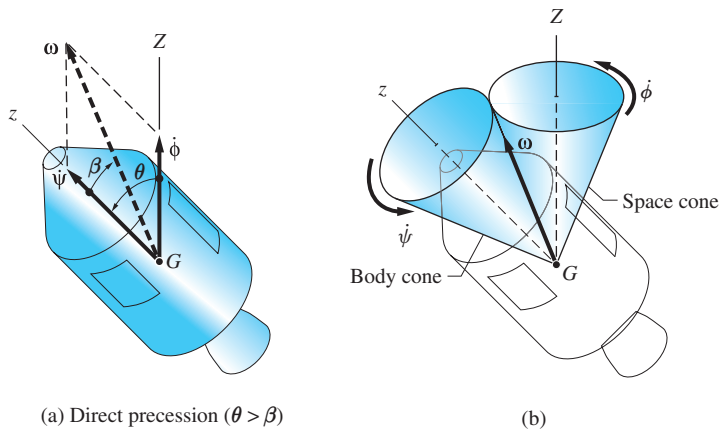 Z
ω
z
ϕ̇
β
θ
ψ̇
G
(a) Direct precession (θ > β)
Z
z
ϕ̇
ω
Space cone
ψ̇
G
Body cone
(b)